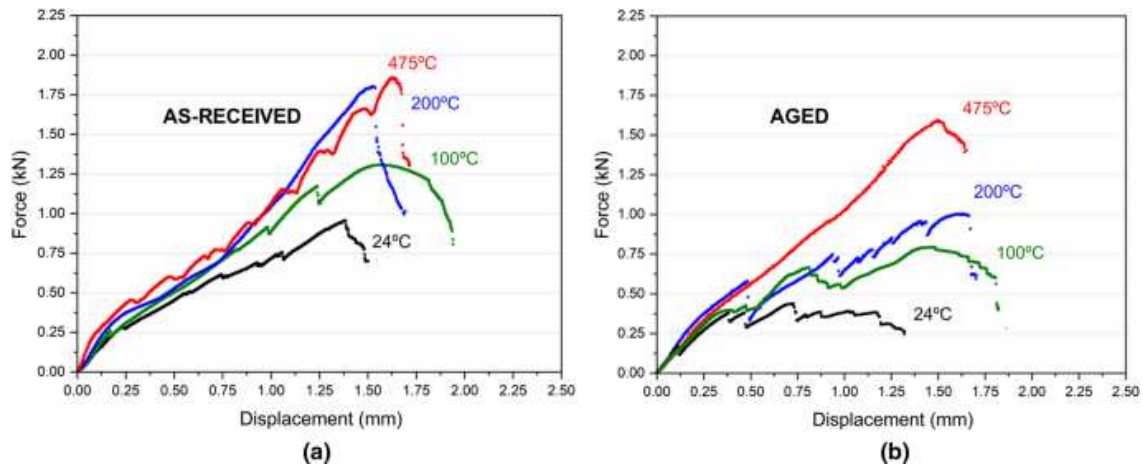 2.25
2.00
1.75
1.50
1.25
1.00
0.75
0.50
0.25
0.00
Force (kN)
AS-RECEIVED
475ºC
200ºC
100ºC
24ºC
0.00 0.25 0.50 0.75 1.00 1.25 1.50 1.75 2.00 2.25 2.50
Displacement (mm)
(a)
2.25
2.00
1.75
1.50
1.25
1.00
0.75
0.50
0.25
0.00
Force (kN)
AGED
475ºC
200ºC
100ºC
24ºC
0.00 0.25 0.50 0.75 1.00 1.25 1.50 1.75 2.00 2.25 2.50
Displacement (mm)
(b)